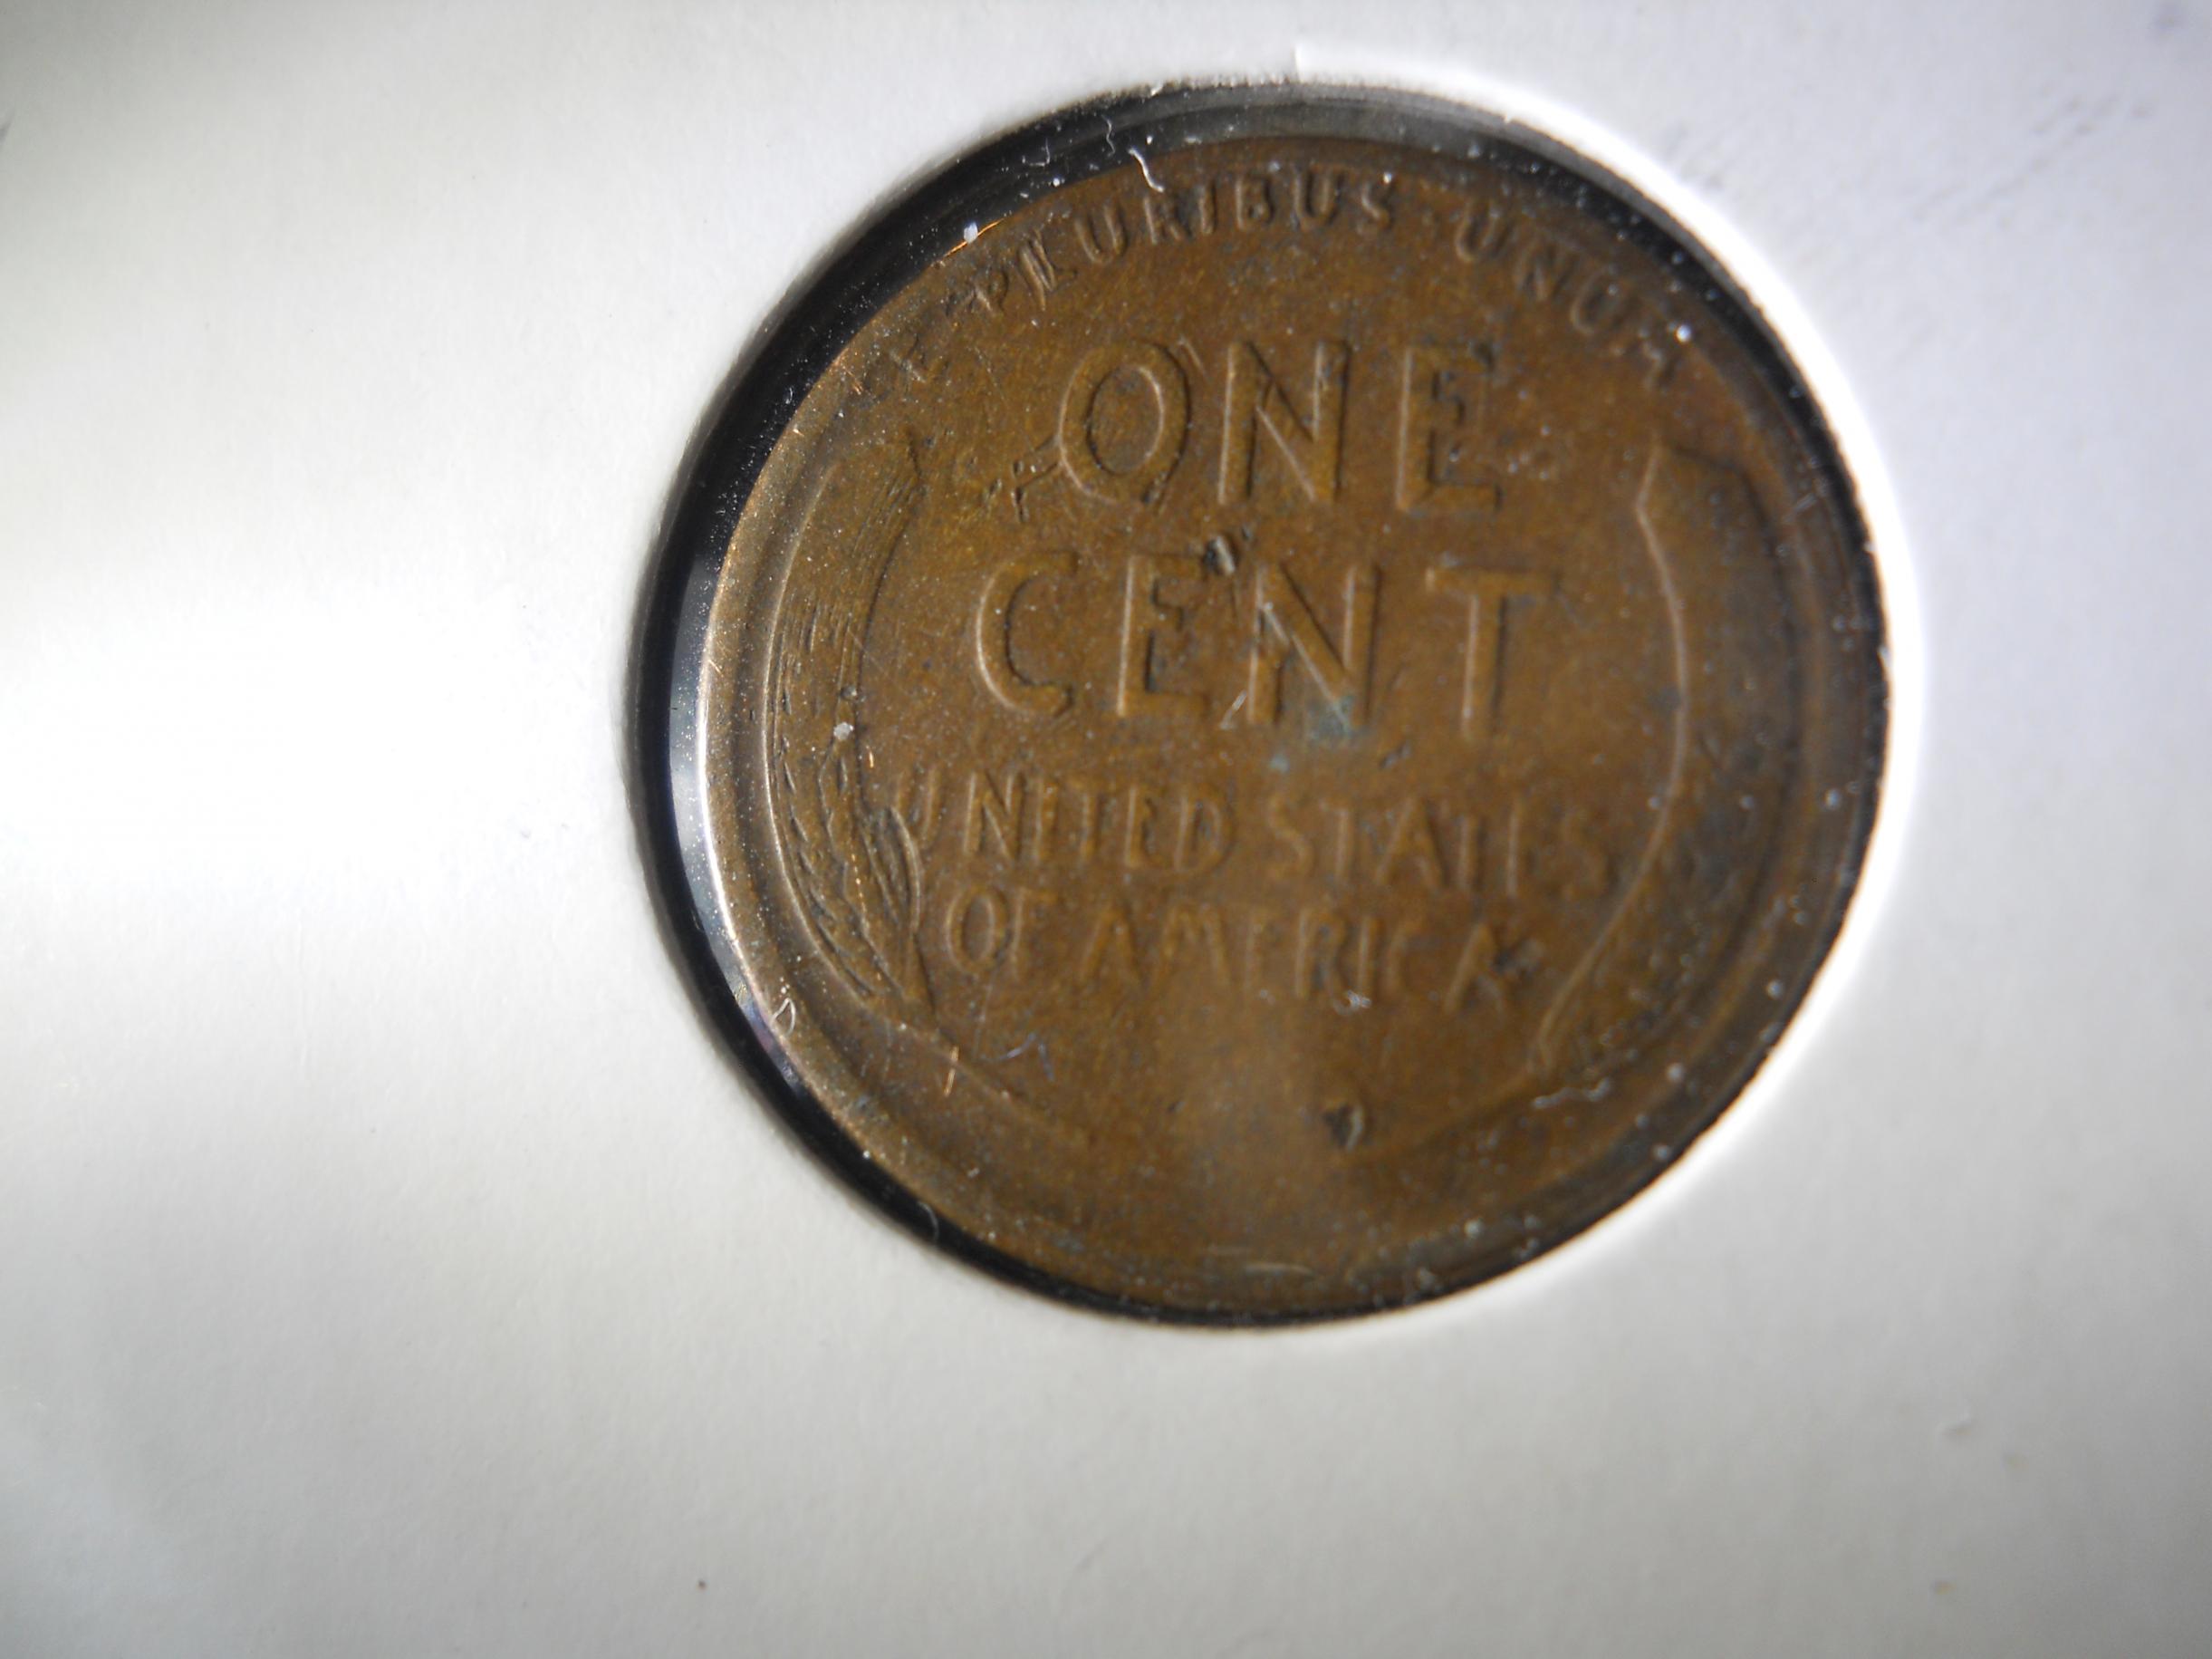 E · PLURIBUS · UNUM
ONE
CENT
UNITED STATES
OF AMERICA